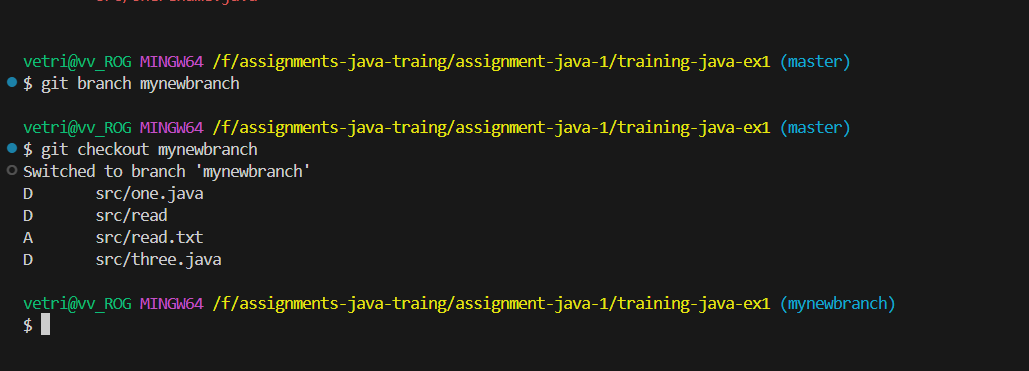 vetri@vv_ROG MINGW64 /f/assignments-java-traing/assignment-java-1/training-java-ex1 (master)
$ git branch mynewbranch
vetri@vv_ROG MINGW64 /f/assignments-java-traing/assignment-java-1/training-java-ex1 (master)
$ git checkout mynewbranch
Switched to branch 'mynewbranch'
D       src/one.java
D       src/read
A       src/read.txt
D       src/three.java
vetri@vv_ROG MINGW64 /f/assignments-java-traing/assignment-java-1/training-java-ex1 (mynewbranch)
$